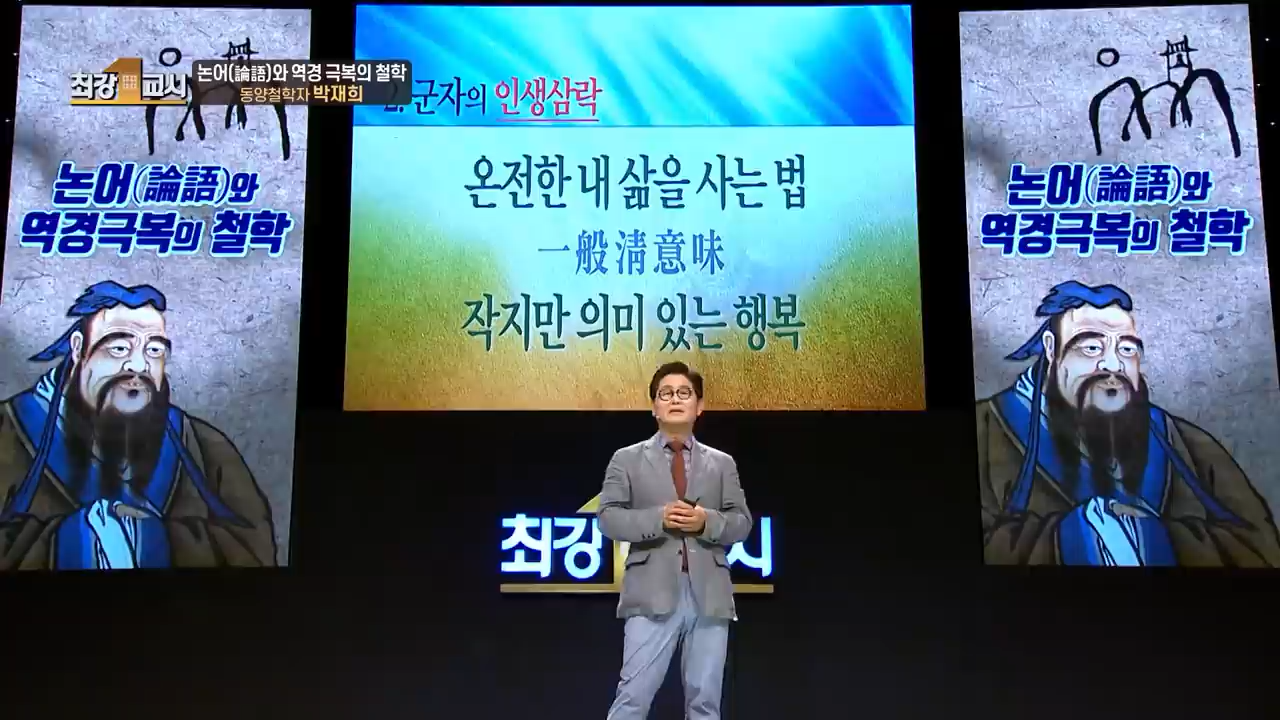 최강1교시
논어(論語)와 역경 극복의 철학
동양철학자 박재희
2. 군자의 인생삼락
온전한 내 삶을 사는 법
一般淸意味
작지만 의미 있는 행복
논어(論語)와
역경극복의 철학
논어(論語)와
역경극복의 철학
최강1교시